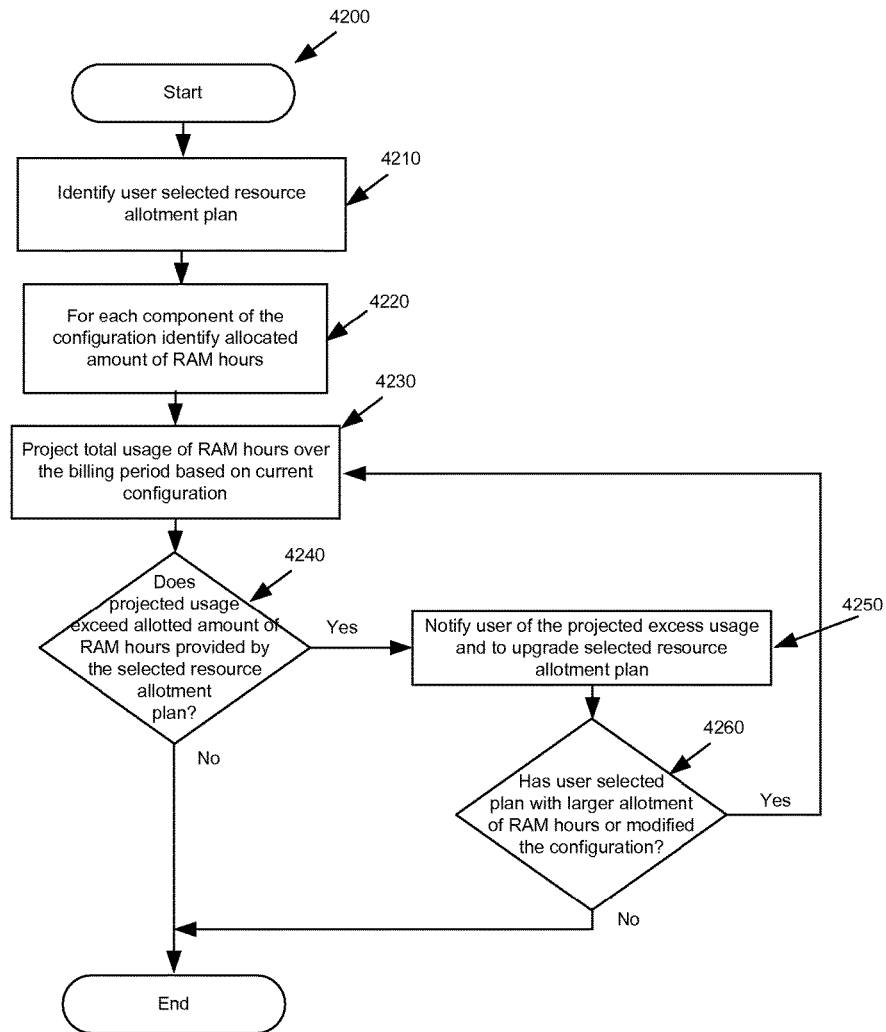 4200
Start
4210
Identify user selected resource
allotment plan
4220
For each component of the
configuration identify allocated
amount of RAM hours
4230
Project total usage of RAM hours over
the billing period based on current
configuration
4240
Does
projected usage
exceed allotted amount of
RAM hours provided by
the selected resource
allotment
plan?
Yes
4250
Notify user of the projected excess usage
and to upgrade selected resource
allotment plan
No
4260
Has user selected
plan with larger allotment
of RAM hours or modified
the configuration?
Yes
No
End